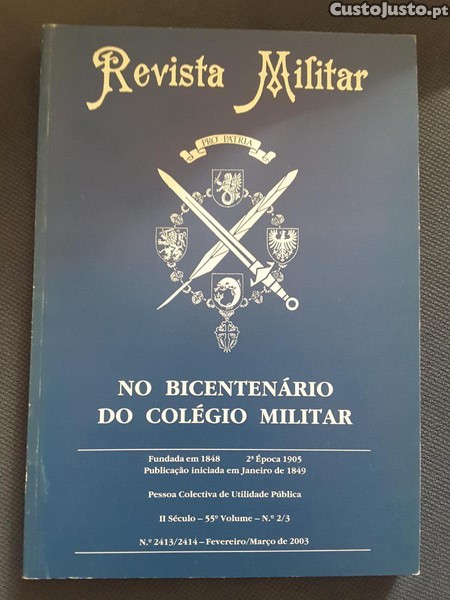 CustoJusto.pt
Revista Militar
PRO PATRIA
NO BICENTENÁRIO
DO COLÉGIO MILITAR
Fundada em 1848 2ª Época 1905
Publicação iniciada em Janeiro de 1849
Pessoa Colectiva de Utilidade Pública
II Século – 55º Volume – N.º 2/3
N.º 2413/2414 – Fevereiro/Março de 2003